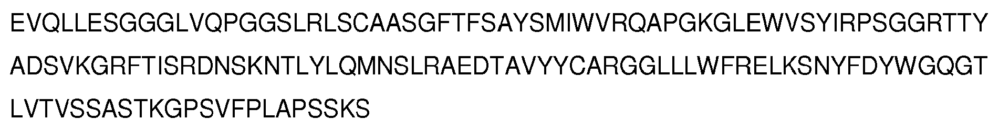 EVQLLESGGGLVQPGGSLRLSCAASGFTFSAYSMIWVRQAPGKGLEWVSYIRPSGGRTTY
ADSVKGRFTISRDNSKNTLYLQMNSLRAEDTAVYYCARGGLLLWFRELKSNYFDYWGQGT
LVTVSSASTKGPSVFPLAPSSKS